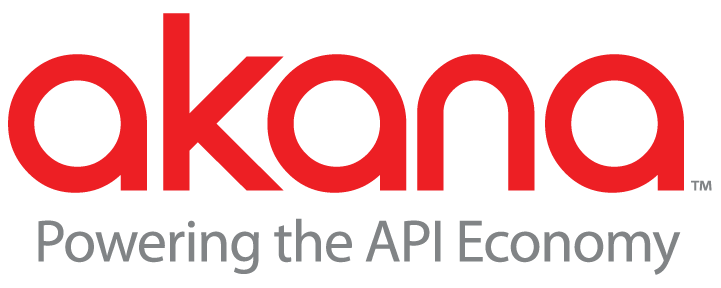 akana™
Powering the API Economy